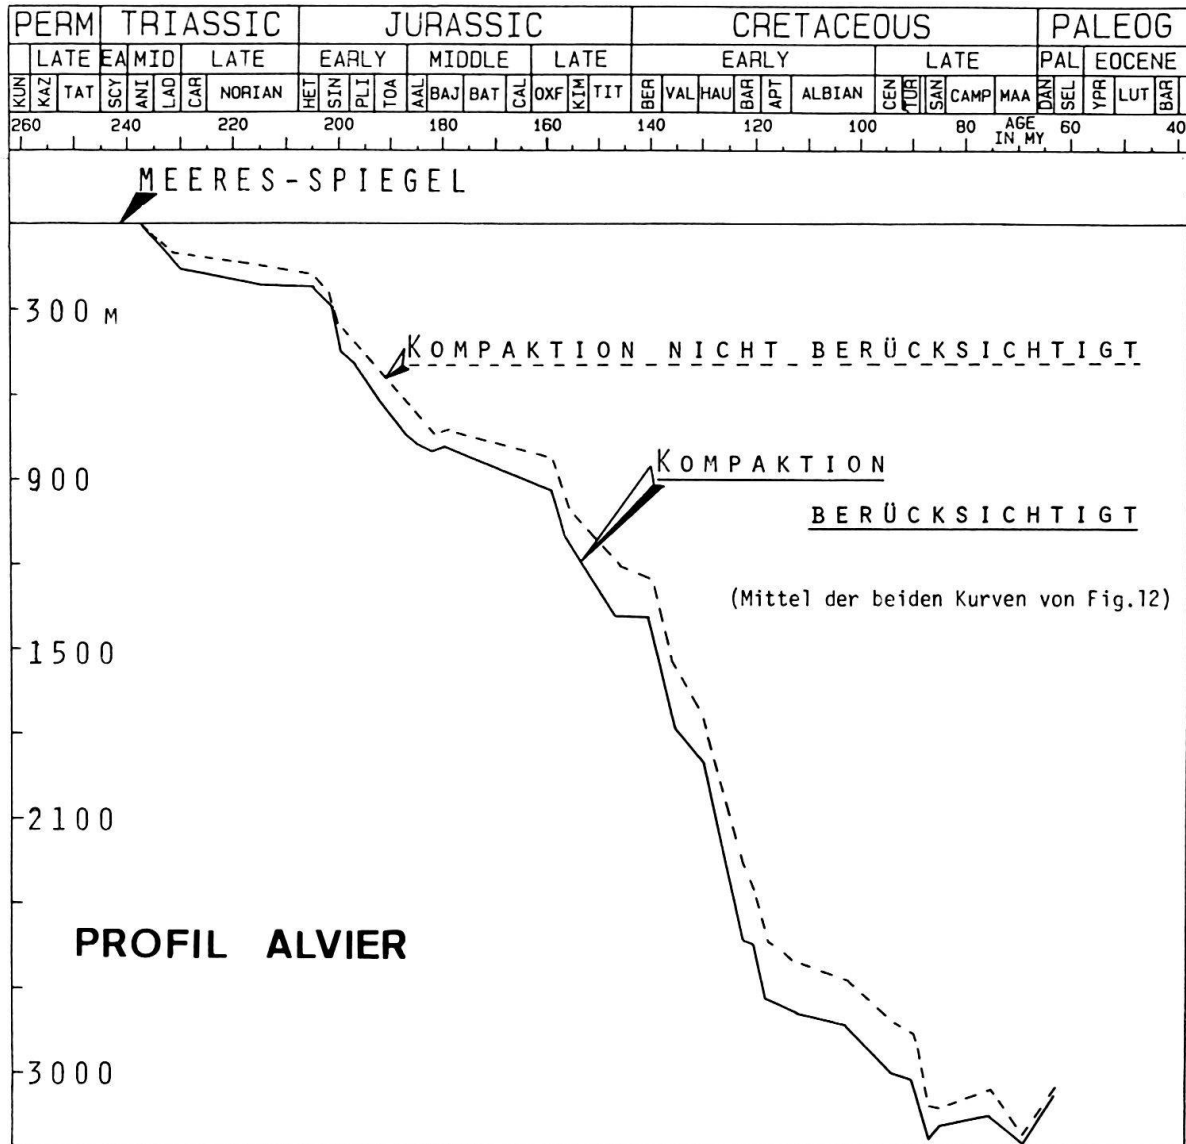 PERM TRIASSIC JURASSIC CRETACEOUS PALEOG
LATE EA MID LATE EARLY MIDDLE LATE EARLY LATE PAL EOCENE
KUN KAZ TAT SCY ANI LAD CAR NORIAN HET SIN PLI TOA AAL BAJ BAT CAL OXF KIM TIT BER VAL HAU BAR APT ALBIAN CEN TUR SAN CAMP MAA DAN SEL YPR LUT BAR
260 240 220 200 180 160 140 120 100 80 AGE IN MY 60 40
MEERES-SPIEGEL
300 M
KOMPAKTION NICHT BERÜCKSICHTIGT
900
KOMPAKTION
BERÜCKSICHTIGT
(Mittel der beiden Kurven von Fig.12)
1500
2100
PROFIL ALVIER
3000